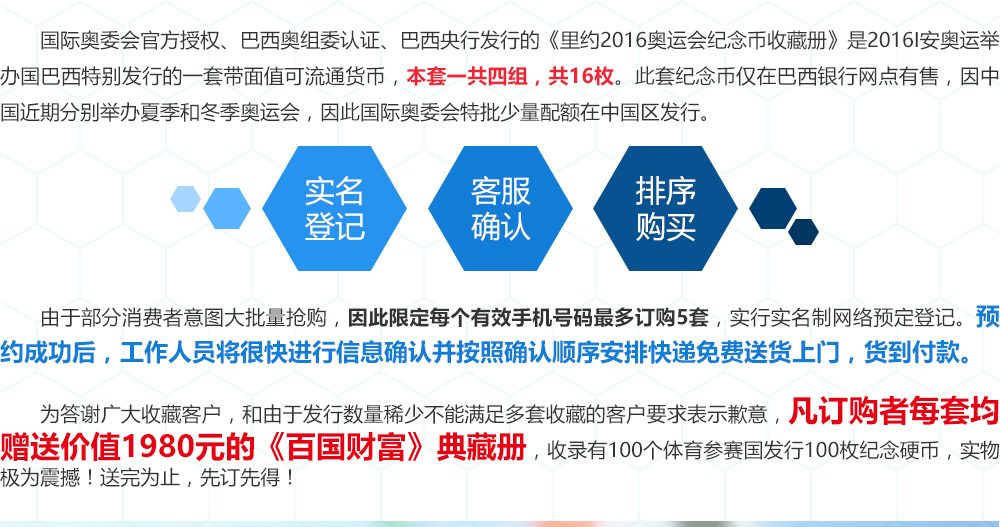 国际奥委会官方授权、巴西奥组委认证、巴西央行发行的《里约2016奥运会纪念币收藏册》是2016I安奥运举
办国巴西特别发行的一套带面值可流通货币，本套一共四组，共16枚。此套纪念币仅在巴西银行网点有售，因中
国近期分别举办夏季和冬季奥运会，因此国际奥委会特批少量配额在中国区发行。
实名
登记
客服
确认
排序
购买
由于部分消费者意图大批量抢购，因此限定每个有效手机号码最多订购5套，实行实名制网络预定登记。预
约成功后，工作人员将很快进行信息确认并按照确认顺序安排快递免费送货上门，货到付款。
为答谢广大收藏客户，和由于发行数量稀少不能满足多套收藏的客户要求表示歉意，凡订购者每套均
赠送价值1980元的《百国财富》典藏册，收录有100个体育参赛国发行100枚纪念硬币，实物
极为震撼！送完为止，先订先得！